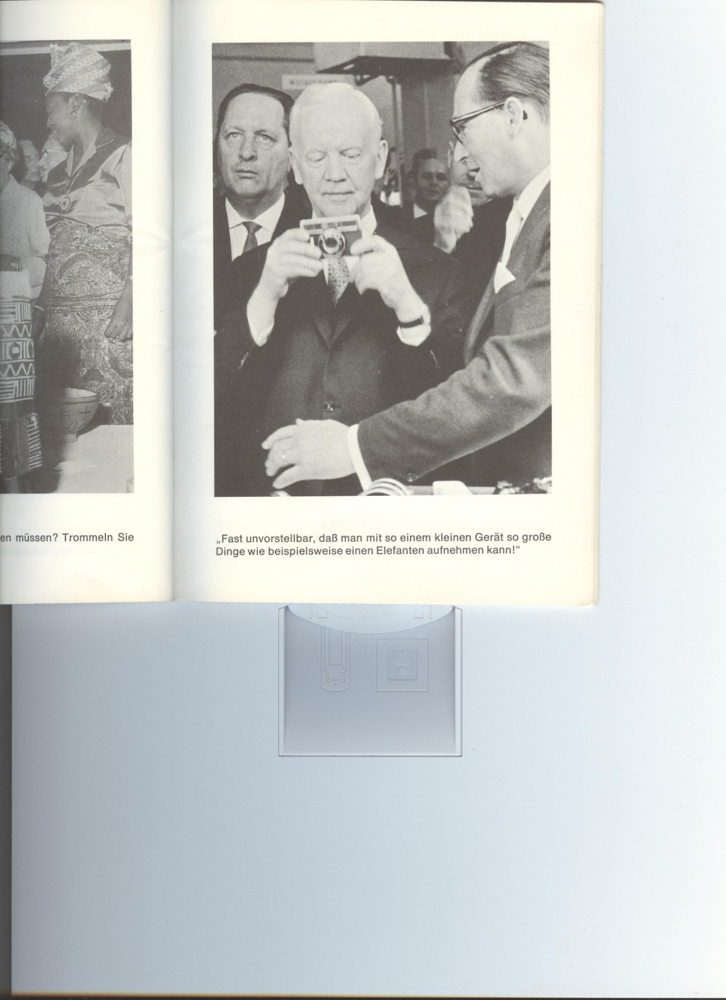 en müssen? Trommeln Sie
„Fast unvorstellbar, daß man mit so einem kleinen Gerät so große
Dinge wie beispielsweise einen Elefanten aufnehmen kann!“